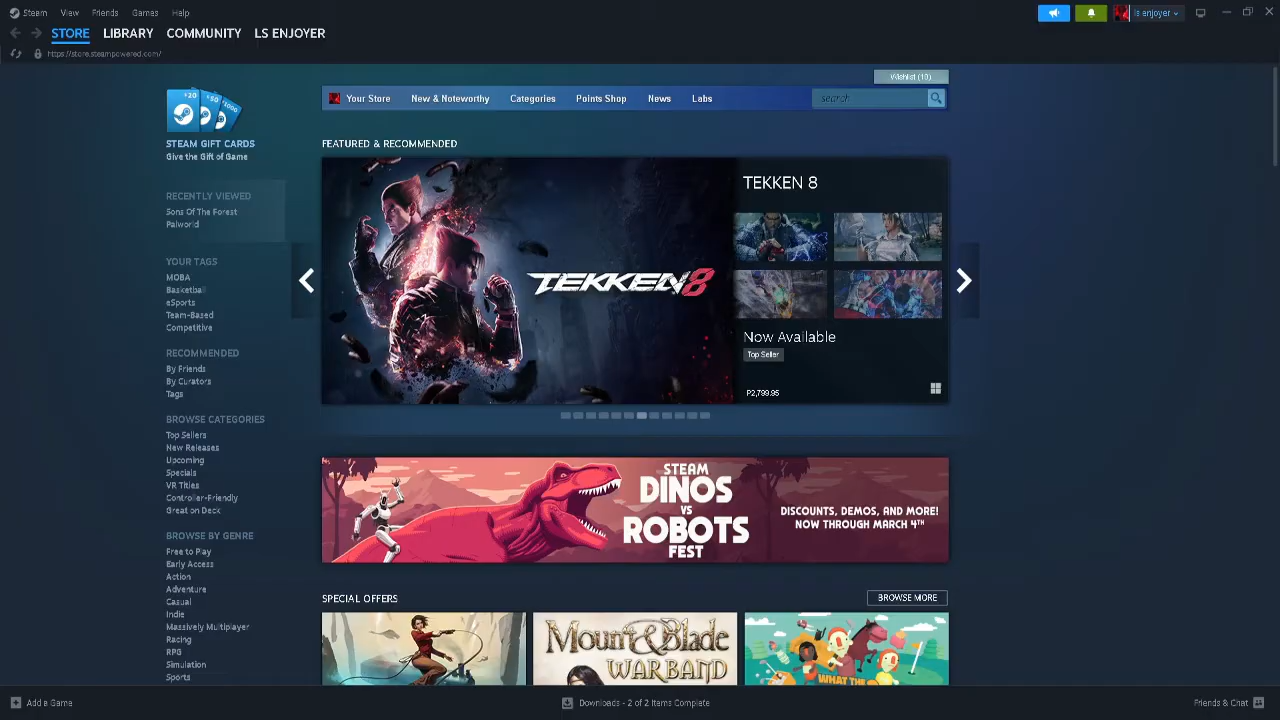 Steam View Friends Games Help
ls enjoyer
STORE LIBRARY COMMUNITY LS ENJOYER
https://store.steampowered.com/
Wishlist (10)
+20 +50 1000
STEAM GIFT CARDS
Give the Gift of Game
Your Store New & Noteworthy Categories Points Shop News Labs
search
FEATURED & RECOMMENDED
RECENTLY VIEWED
Sons Of The Forest
Palworld
YOUR TAGS
MOBA
Basketball
eSports
Team-Based
Competitive
RECOMMENDED
By Friends
By Curators
Tags
BROWSE CATEGORIES
Top Sellers
New Releases
Upcoming
Specials
VR Titles
Controller-Friendly
Great on Deck
BROWSE BY GENRE
Free to Play
Early Access
Action
Adventure
Casual
Indie
Massively Multiplayer
Racing
RPG
Simulation
Sports
TEKKEN 8
TEKKEN 8
Now Available
Top Seller
P2,799.95
STEAM
DINOS
VS
ROBOTS
FEST
DISCOUNTS, DEMOS, AND MORE!
NOW THROUGH MARCH 4TH
SPECIAL OFFERS
BROWSE MORE
Mount & Blade
WARBAND
WHAT THE
Add a Game
Downloads - 2 of 2 Items Complete
Friends & Chat